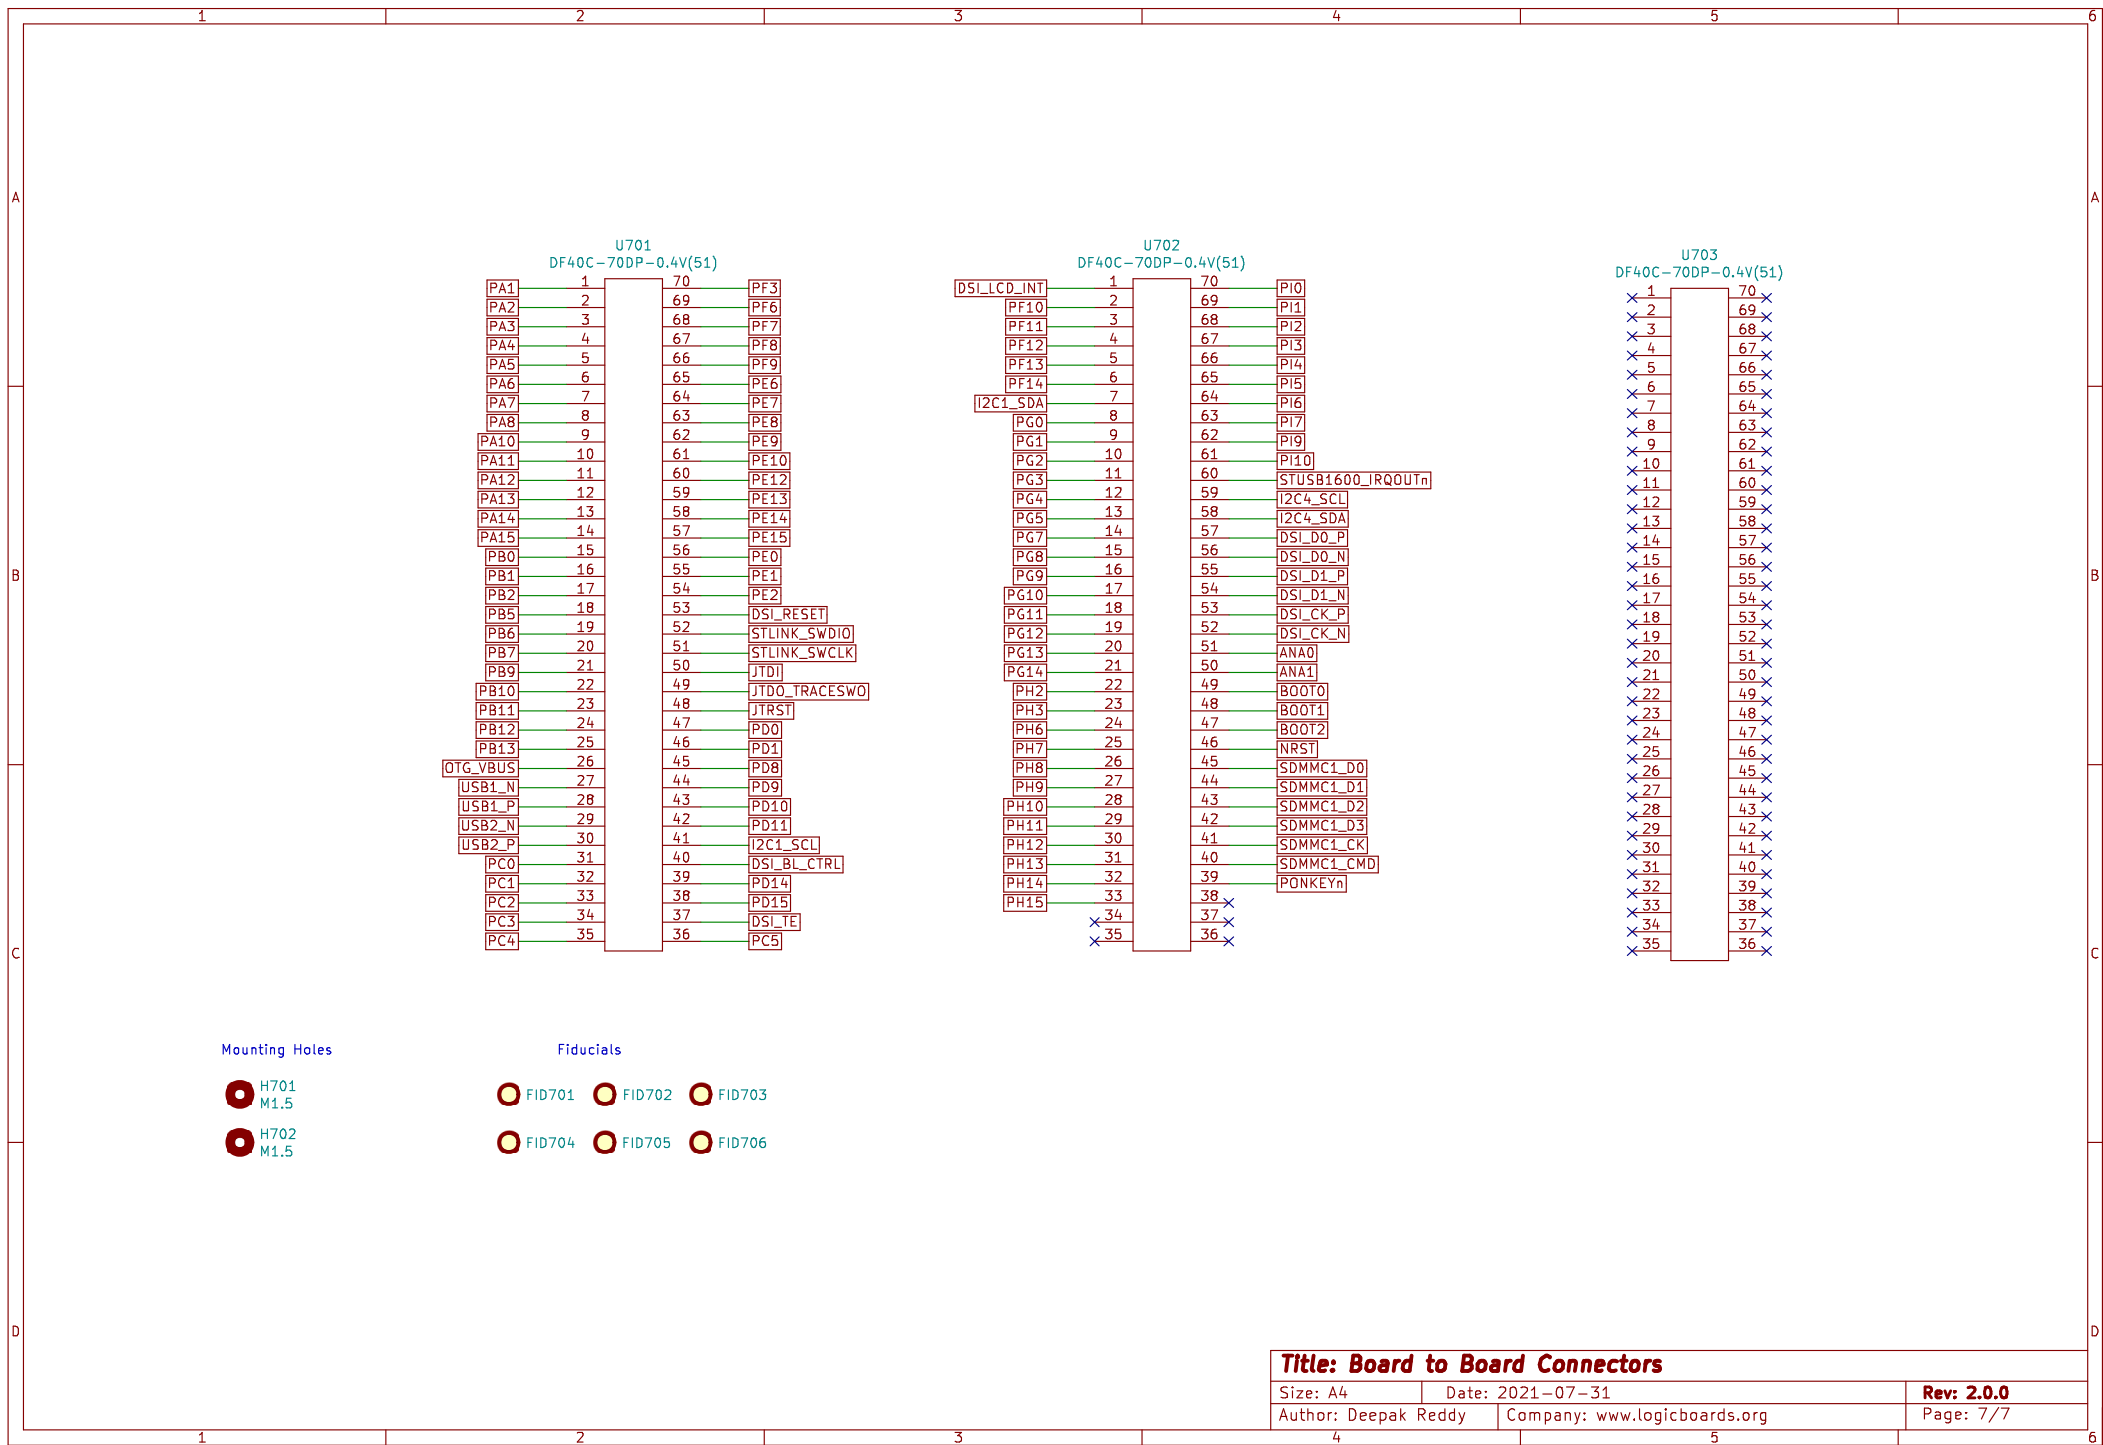 1 2 3 4 5 6
A A
U701
DF40C-70DP-0.4V(51)
PA1 1 70 PF3
PA2 2 69 PF6
PA3 3 68 PF7
PA4 4 67 PF8
PA5 5 66 PF9
PA6 6 65 PE6
PA7 7 64 PE7
PA8 8 63 PE8
PA10 9 62 PE9
PA11 10 61 PE10
PA12 11 60 PE12
PA13 12 59 PE13
PA14 13 58 PE14
PA15 14 57 PE15
PB0 15 56 PE0
PB1 16 55 PE1
PB2 17 54 PE2
PB5 18 53 DSI_RESET
PB6 19 52 STLINK_SWDIO
PB7 20 51 STLINK_SWCLK
PB9 21 50 JTDI
PB10 22 49 JTDO_TRACESWO
PB11 23 48 JTRST
PB12 24 47 PD0
PB13 25 46 PD1
OTG_VBUS 26 45 PD8
USB1_N 27 44 PD9
USB1_P 28 43 PD10
USB2_N 29 42 PD11
USB2_P 30 41 I2C1_SCL
PC0 31 40 DSI_BL_CTRL
PC1 32 39 PD14
PC2 33 38 PD15
PC3 34 37 DSI_TE
PC4 35 36 PC5
U702
DF40C-70DP-0.4V(51)
DSI_LCD_INT 1 70 PI0
PF10 2 69 PI1
PF11 3 68 PI2
PF12 4 67 PI3
PF13 5 66 PI4
PF14 6 65 PI5
I2C1_SDA 7 64 PI6
PG0 8 63 PI7
PG1 9 62 PI9
PG2 10 61 PI10
PG3 11 60 STUSB1600_IRQOUTn
PG4 12 59 I2C4_SCL
PG5 13 58 I2C4_SDA
PG7 14 57 DSI_D0_P
PG8 15 56 DSI_D0_N
PG9 16 55 DSI_D1_P
PG10 17 54 DSI_D1_N
PG11 18 53 DSI_CK_P
PG12 19 52 DSI_CK_N
PG13 20 51 ANA0
PG14 21 50 ANA1
PH2 22 49 BOOT0
PH3 23 48 BOOT1
PH6 24 47 BOOT2
PH7 25 46 NRST
PH8 26 45 SDMMC1_D0
PH9 27 44 SDMMC1_D1
PH10 28 43 SDMMC1_D2
PH11 29 42 SDMMC1_D3
PH12 30 41 SDMMC1_CK
PH13 31 40 SDMMC1_CMD
PH14 32 39 PONKEYn
PH15 33 38
34 37
35 36
U703
DF40C-70DP-0.4V(51)
1 70
2 69
3 68
4 67
5 66
6 65
7 64
8 63
9 62
10 61
11 60
12 59
13 58
14 57
15 56
16 55
17 54
18 53
19 52
20 51
21 50
22 49
23 48
24 47
25 46
26 45
27 44
28 43
29 42
30 41
31 40
32 39
33 38
34 37
35 36
B B
C C
Mounting Holes
H701
M1.5
H702
M1.5
Fiducials
FID701 FID702 FID703
FID704 FID705 FID706
D D
Title: Board to Board Connectors
Size: A4 Date: 2021-07-31 Rev: 2.0.0
Author: Deepak Reddy Company: www.logicboards.org Page: 7/7
1 2 3 4 5 6